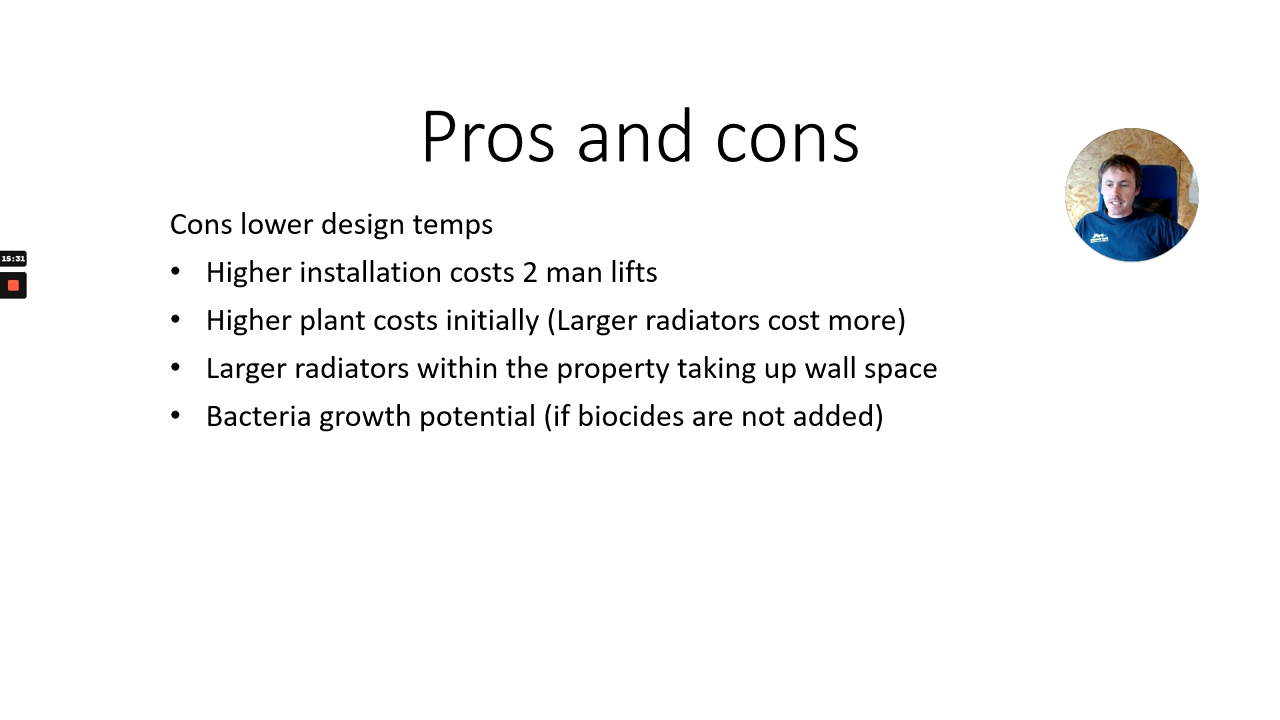 Pros and cons
Cons lower design temps
• Higher installation costs 2 man lifts
• Higher plant costs initially (Larger radiators cost more)
• Larger radiators within the property taking up wall space
• Bacteria growth potential (if biocides are not added)
15:31